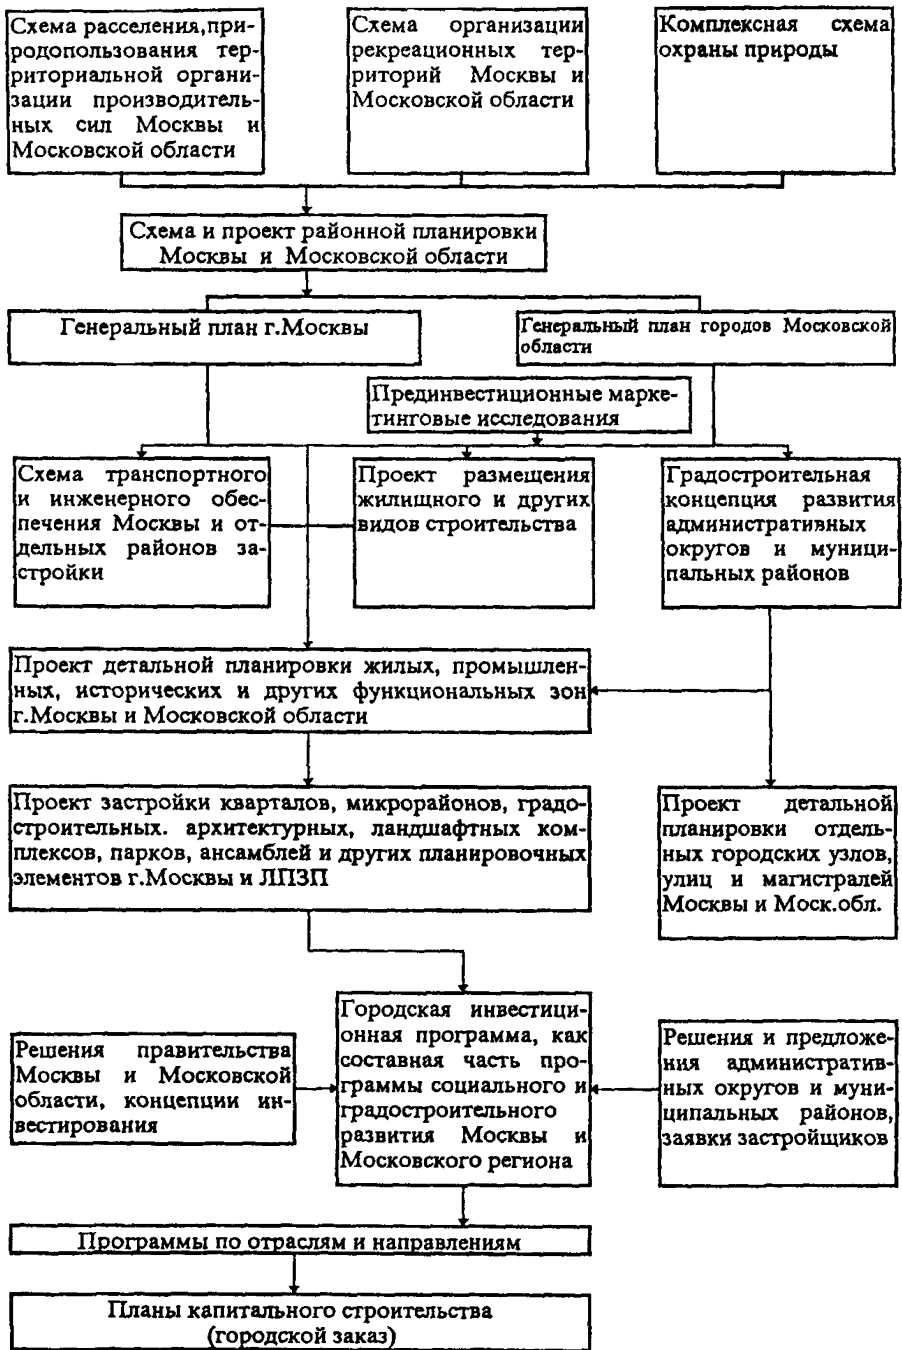 Схема расселения,при-
родопользования тер-
риториальной органи-
зации производитель-
ных сил Москвы и
Московской области
Схема организации
рекреационных тер-
риторий Москвы и
Московской области
Комплексная схема
охраны природы
Схема и проект районной планировки
Москвы и Московской области
Генеральный план г.Москвы
Генеральный план городов Московской
области
Прединвестиционные марке-
тинговые исследования
Схема транспортного
и инженерного обес-
печения Москвы и от-
дельных районов за-
стройки
Проект размещения
жилищного и других
видов строительства
Градостроительная
концепция развития
административных
округов и муници-
пальных районов
Проект детальной планировки жилых, промышлен-
ных, исторических и других функциональных зон
г.Москвы и Московской области
Проект застройки кварталов, микрорайонов, градо-
строительных. архитектурных, ландшафтных ком-
плексов, парков, ансамблей и других планировочных
элементов г.Москвы и ЛПЗП
Проект детальной
планировки отдель-
ных городских узлов,
улиц и магистралей
Москвы и Моск.обл.
Решения правительства
Москвы и Московской
области, концепции ин-
вестирования
Городская инвестици-
онная программа, как
составная часть про-
граммы социального и
градостроительного
развития Москвы и
Московского региона
Решения и предложе-
ния административ-
ных округов и муни-
ципальных районов,
заявки застройщиков
Программы по отраслям и направлениям
Планы капитального строительства
(городской заказ)